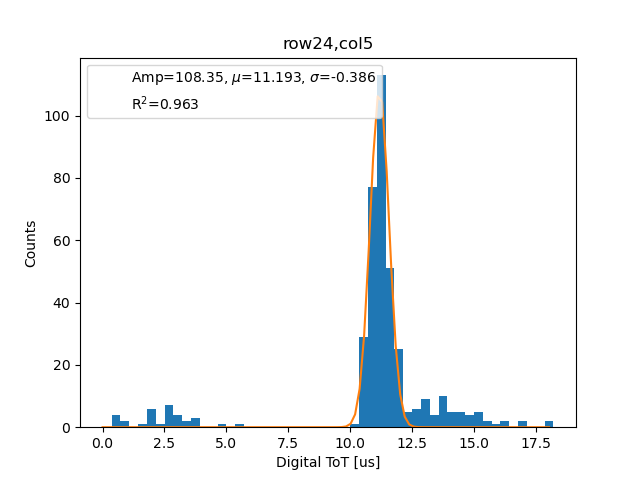 row24,col5
Amp=108.35, μ=11.193, σ=-0.386
R²=0.963
Counts
100
80
60
40
20
0
0.0 2.5 5.0 7.5 10.0 12.5 15.0 17.5
Digital ToT [us]